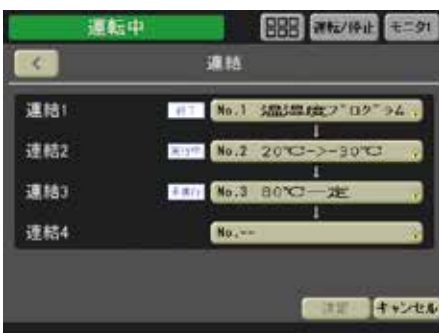 運転中 運転/停止 モニタ1
連結
連結1 終了 No.1 温湿度プログラム
連結2 実行中 No.2 20℃->-30℃
連結3 未実行 No.3 80℃一定
連結4 No.--
決定 キャンセル